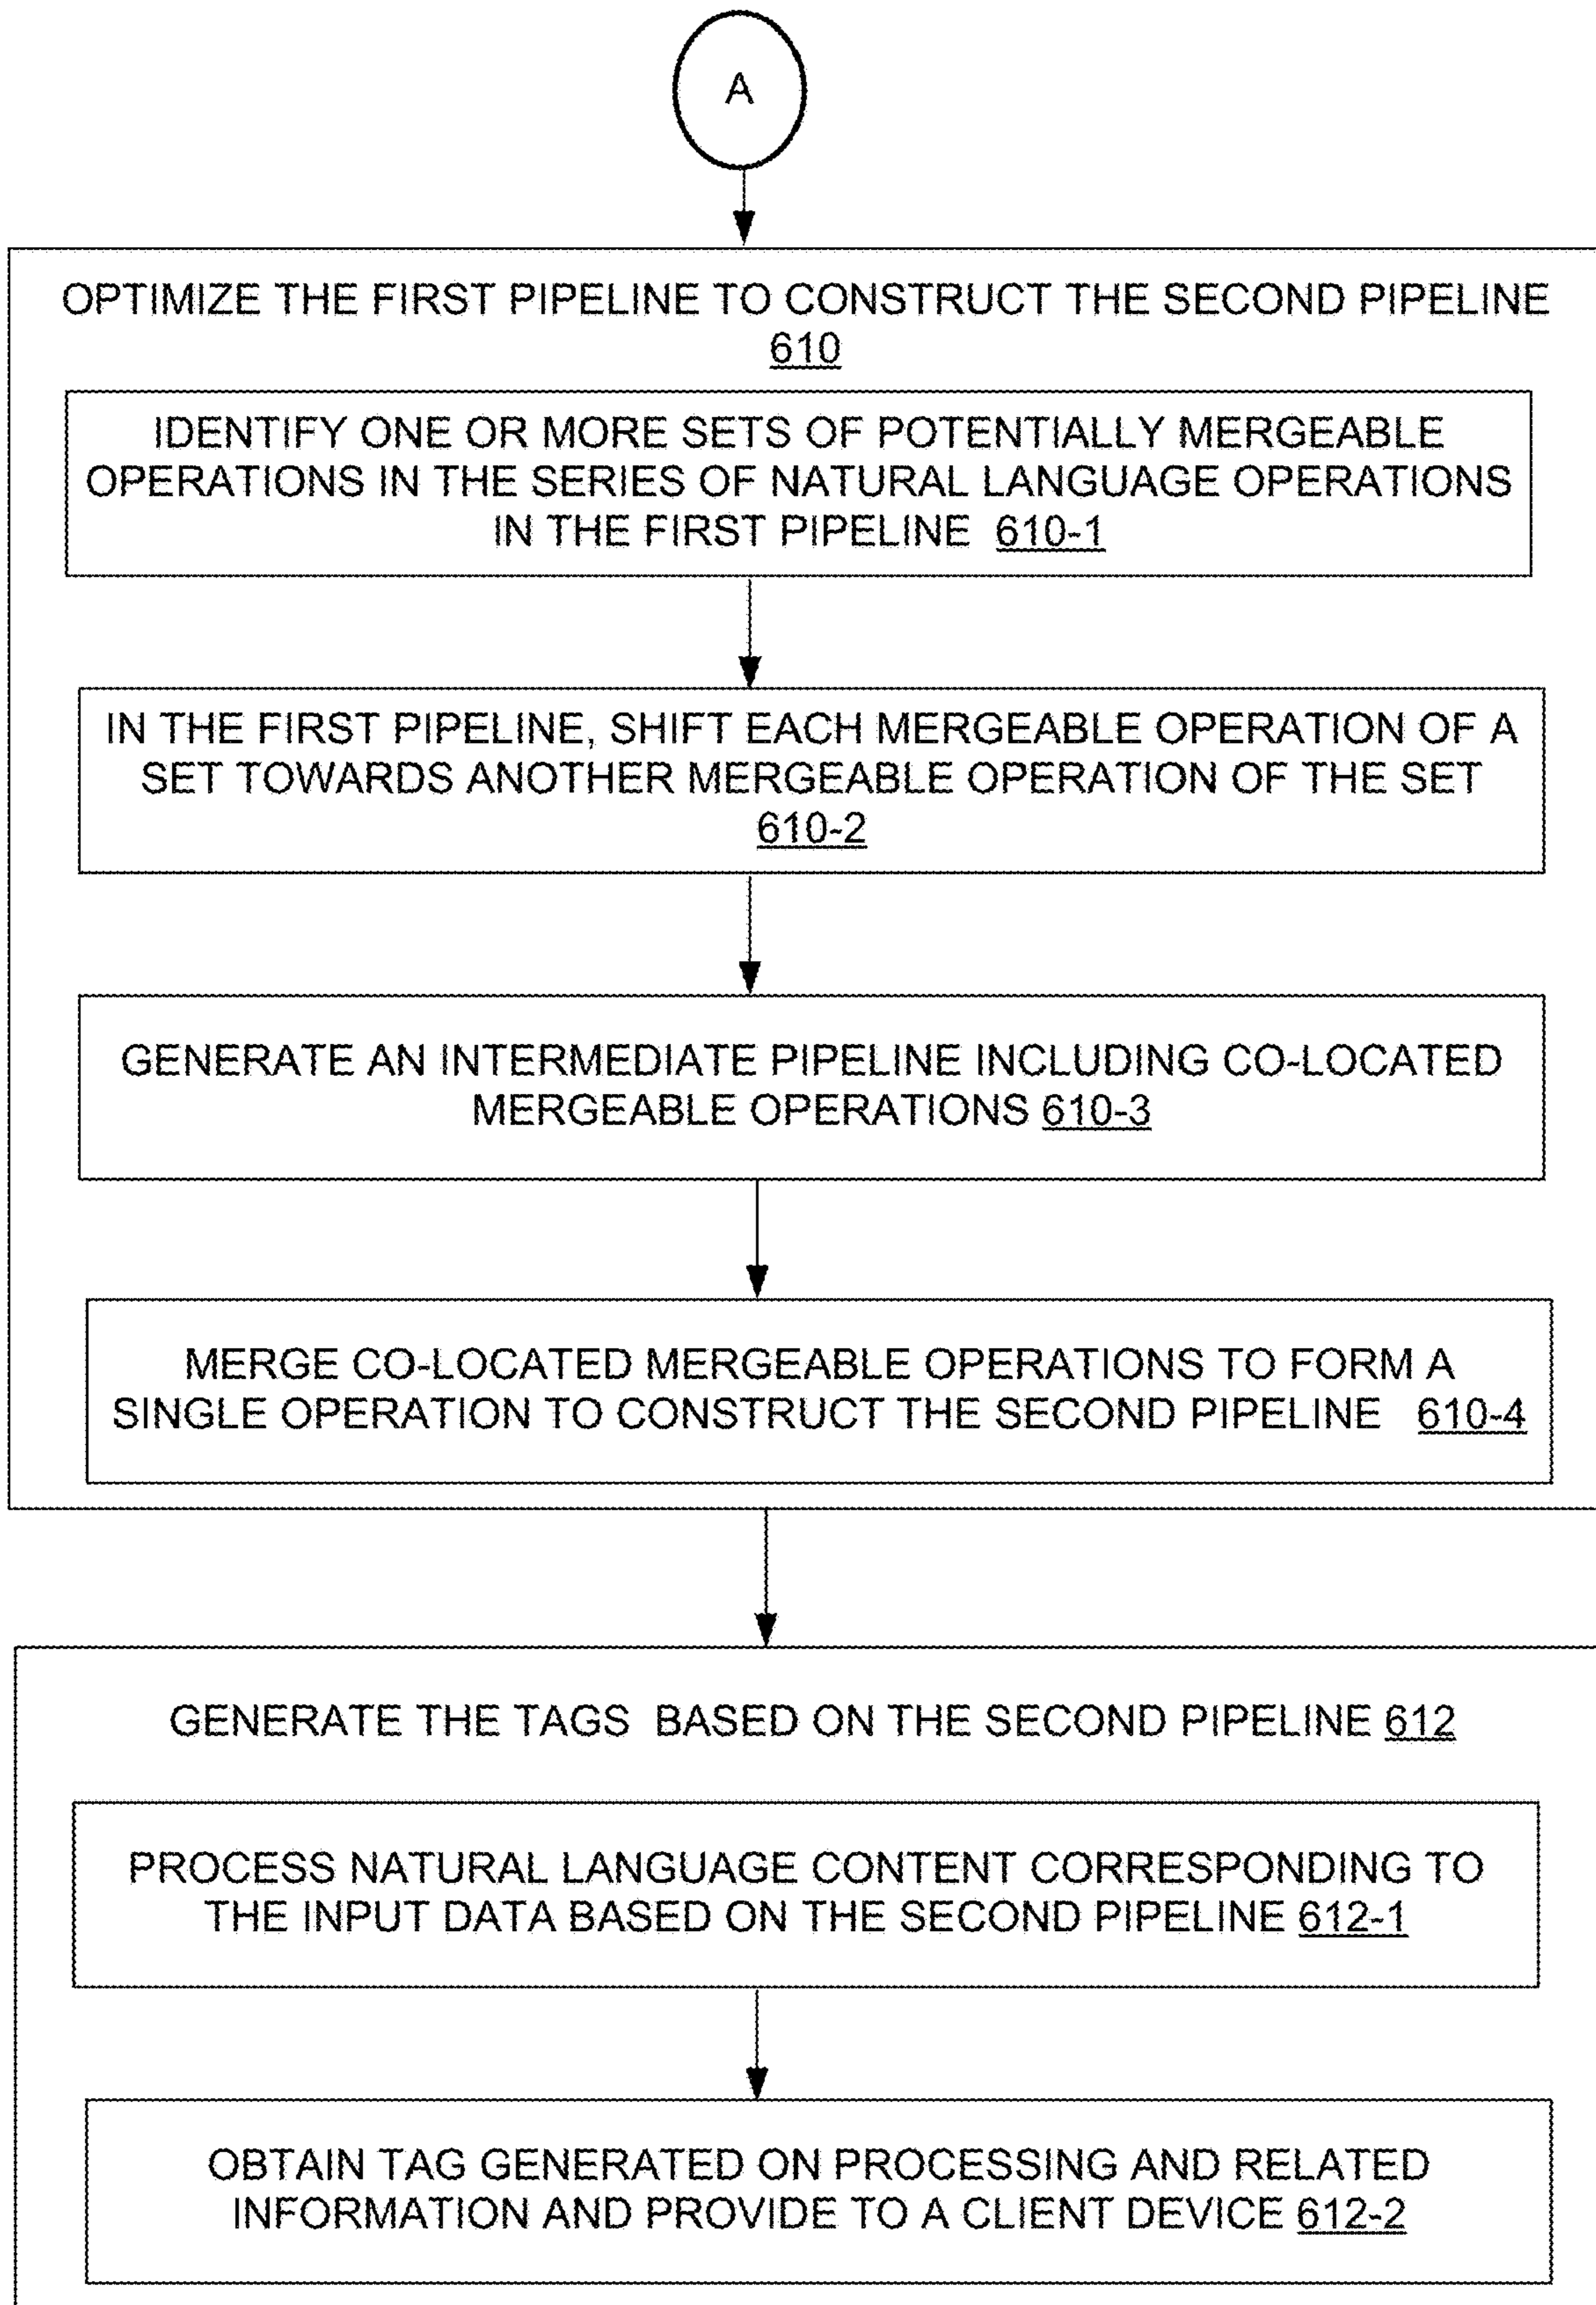 A
OPTIMIZE THE FIRST PIPELINE TO CONSTRUCT THE SECOND PIPELINE
610
IDENTIFY ONE OR MORE SETS OF POTENTIALLY MERGEABLE
OPERATIONS IN THE SERIES OF NATURAL LANGUAGE OPERATIONS
IN THE FIRST PIPELINE 610-1
IN THE FIRST PIPELINE, SHIFT EACH MERGEABLE OPERATION OF A
SET TOWARDS ANOTHER MERGEABLE OPERATION OF THE SET
610-2
GENERATE AN INTERMEDIATE PIPELINE INCLUDING CO-LOCATED
MERGEABLE OPERATIONS 610-3
MERGE CO-LOCATED MERGEABLE OPERATIONS TO FORM A
SINGLE OPERATION TO CONSTRUCT THE SECOND PIPELINE 610-4
GENERATE THE TAGS BASED ON THE SECOND PIPELINE 612
PROCESS NATURAL LANGUAGE CONTENT CORRESPONDING TO
THE INPUT DATA BASED ON THE SECOND PIPELINE 612-1
OBTAIN TAG GENERATED ON PROCESSING AND RELATED
INFORMATION AND PROVIDE TO A CLIENT DEVICE 612-2